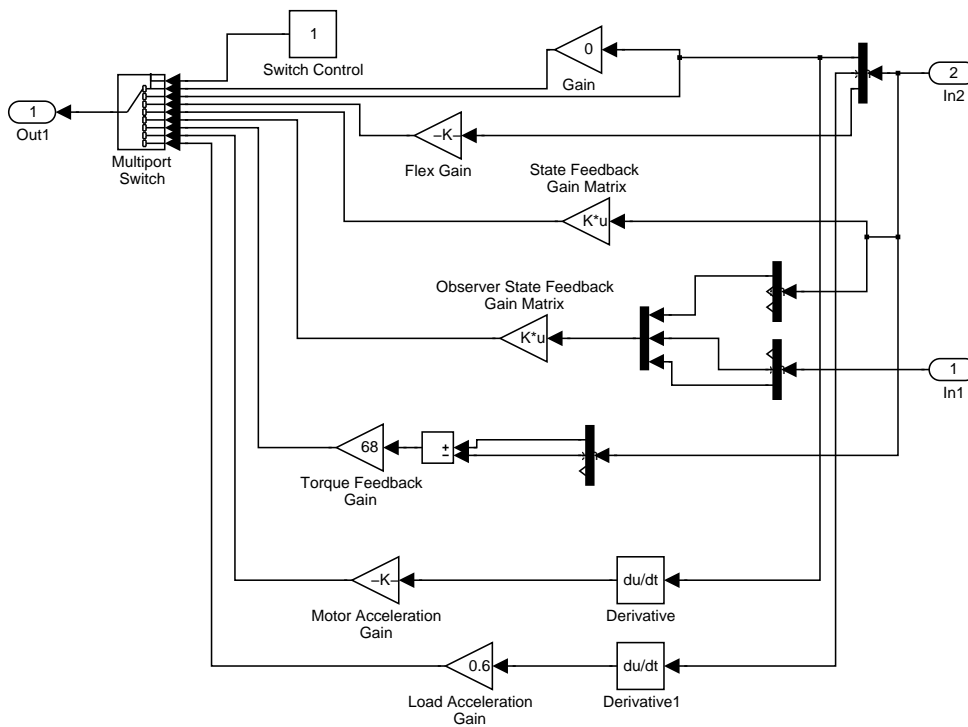 1
Switch Control
0
Gain
2
In2
1
Out1
Multiport
Switch
–K–
Flex Gain
State Feedback
Gain Matrix
K*u
Observer State Feedback
Gain Matrix
K*u
1
In1
68
+
–
Torque Feedback
Gain
–K–
Motor Acceleration
Gain
du/dt
Derivative
0.6
Load Acceleration
Gain
du/dt
Derivative1